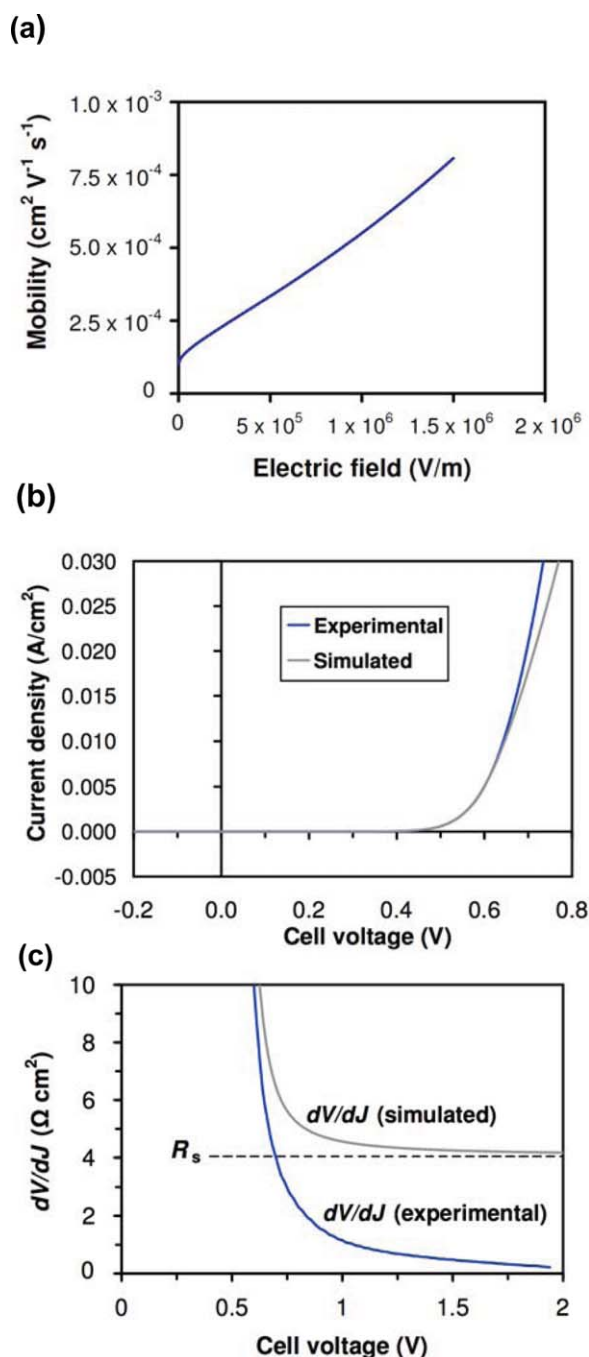 (a)
1.0 x 10⁻³
7.5 x 10⁻⁴
5.0 x 10⁻⁴
2.5 x 10⁻⁴
0
Mobility (cm² V⁻¹ s⁻¹)
0 5 x 10⁵ 1 x 10⁶ 1.5 x 10⁶ 2 x 10⁶
Electric field (V/m)
(b)
0.030
0.025
0.020
0.015
0.010
0.005
0.000
-0.005
Current density (A/cm²)
Experimental
Simulated
-0.2 0.0 0.2 0.4 0.6 0.8
Cell voltage (V)
(c)
10
8
6
4
2
0
dV/dJ (Ω cm²)
dV/dJ (simulated)
Rₛ
dV/dJ (experimental)
0 0.5 1 1.5 2
Cell voltage (V)